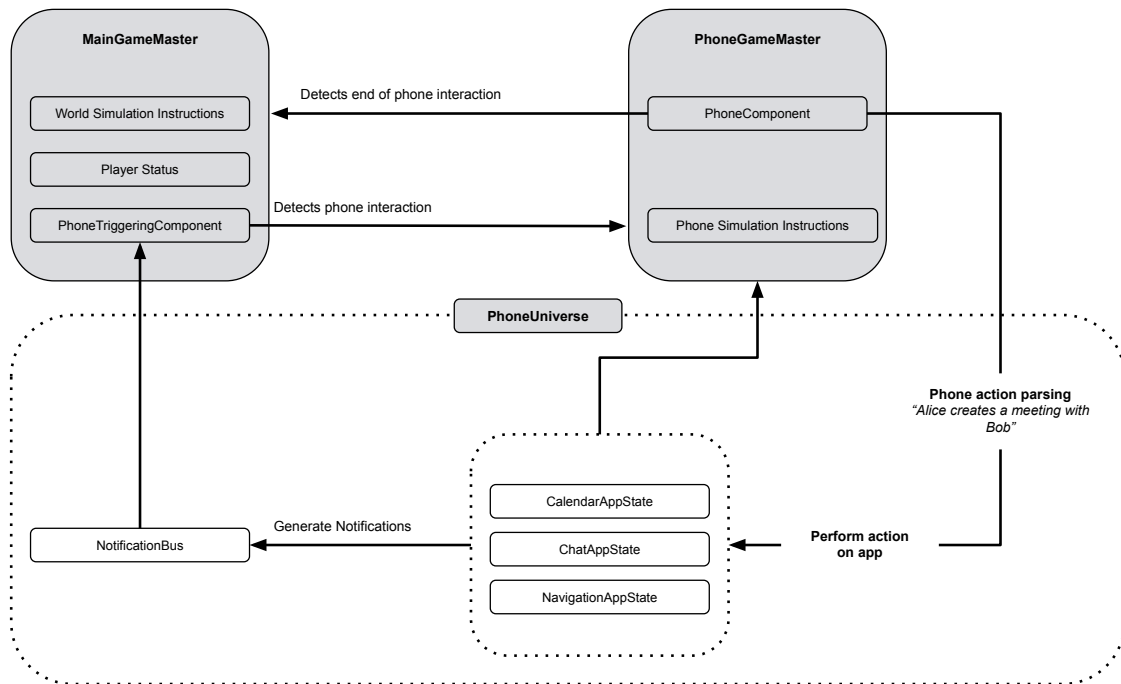 MainGameMaster
PhoneGameMaster
Detects end of phone interaction
World Simulation Instructions
PhoneComponent
Player Status
Detects phone interaction
PhoneTriggeringComponent
Phone Simulation Instructions
PhoneUniverse
Phone action parsing
“Alice creates a meeting with
Bob”
CalendarAppState
Generate Notifications
NotificationBus
ChatAppState
Perform action
on app
NavigationAppState